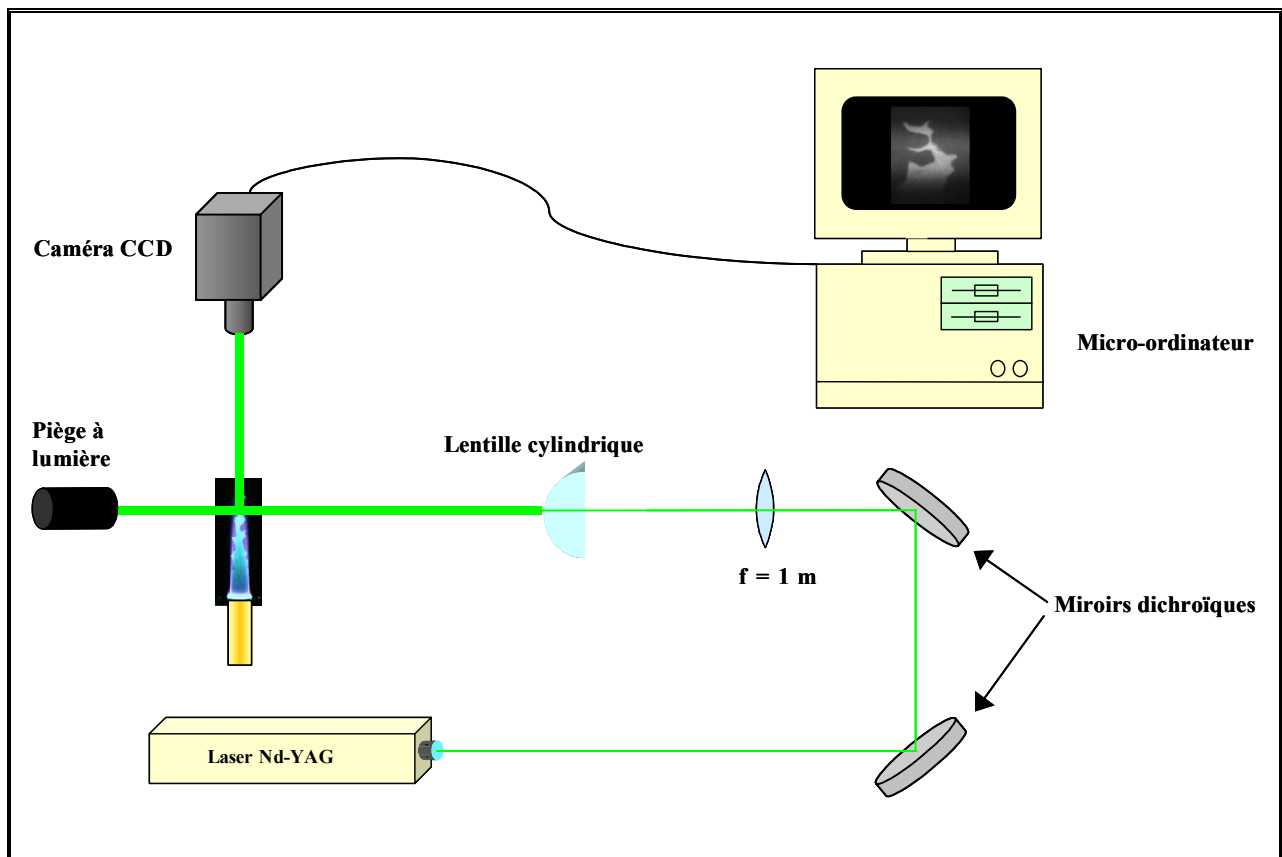 Caméra CCD
Micro-ordinateur
Piège à
lumière
Lentille cylindrique
f = 1 m
Miroirs dichroïques
Laser Nd-YAG